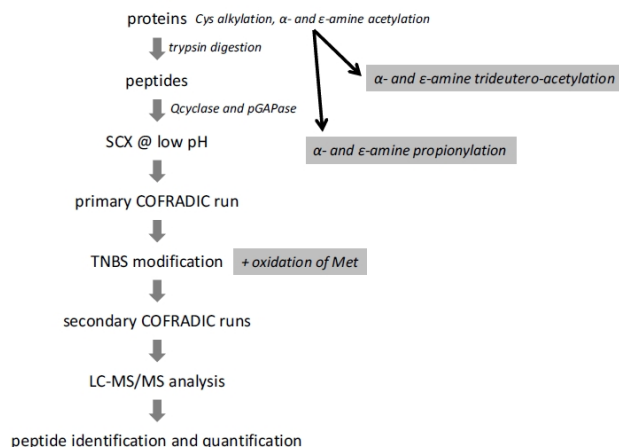 proteins Cys alkylation, α- and ε-amine acetylation
trypsin digestion
α- and ε-amine trideutero-acetylation
peptides
Qcyclase and pGAPase
SCX @ low pH
α- and ε-amine propionylation
primary COFRADIC run
TNBS modification + oxidation of Met
secondary COFRADIC runs
LC-MS/MS analysis
peptide identification and quantification